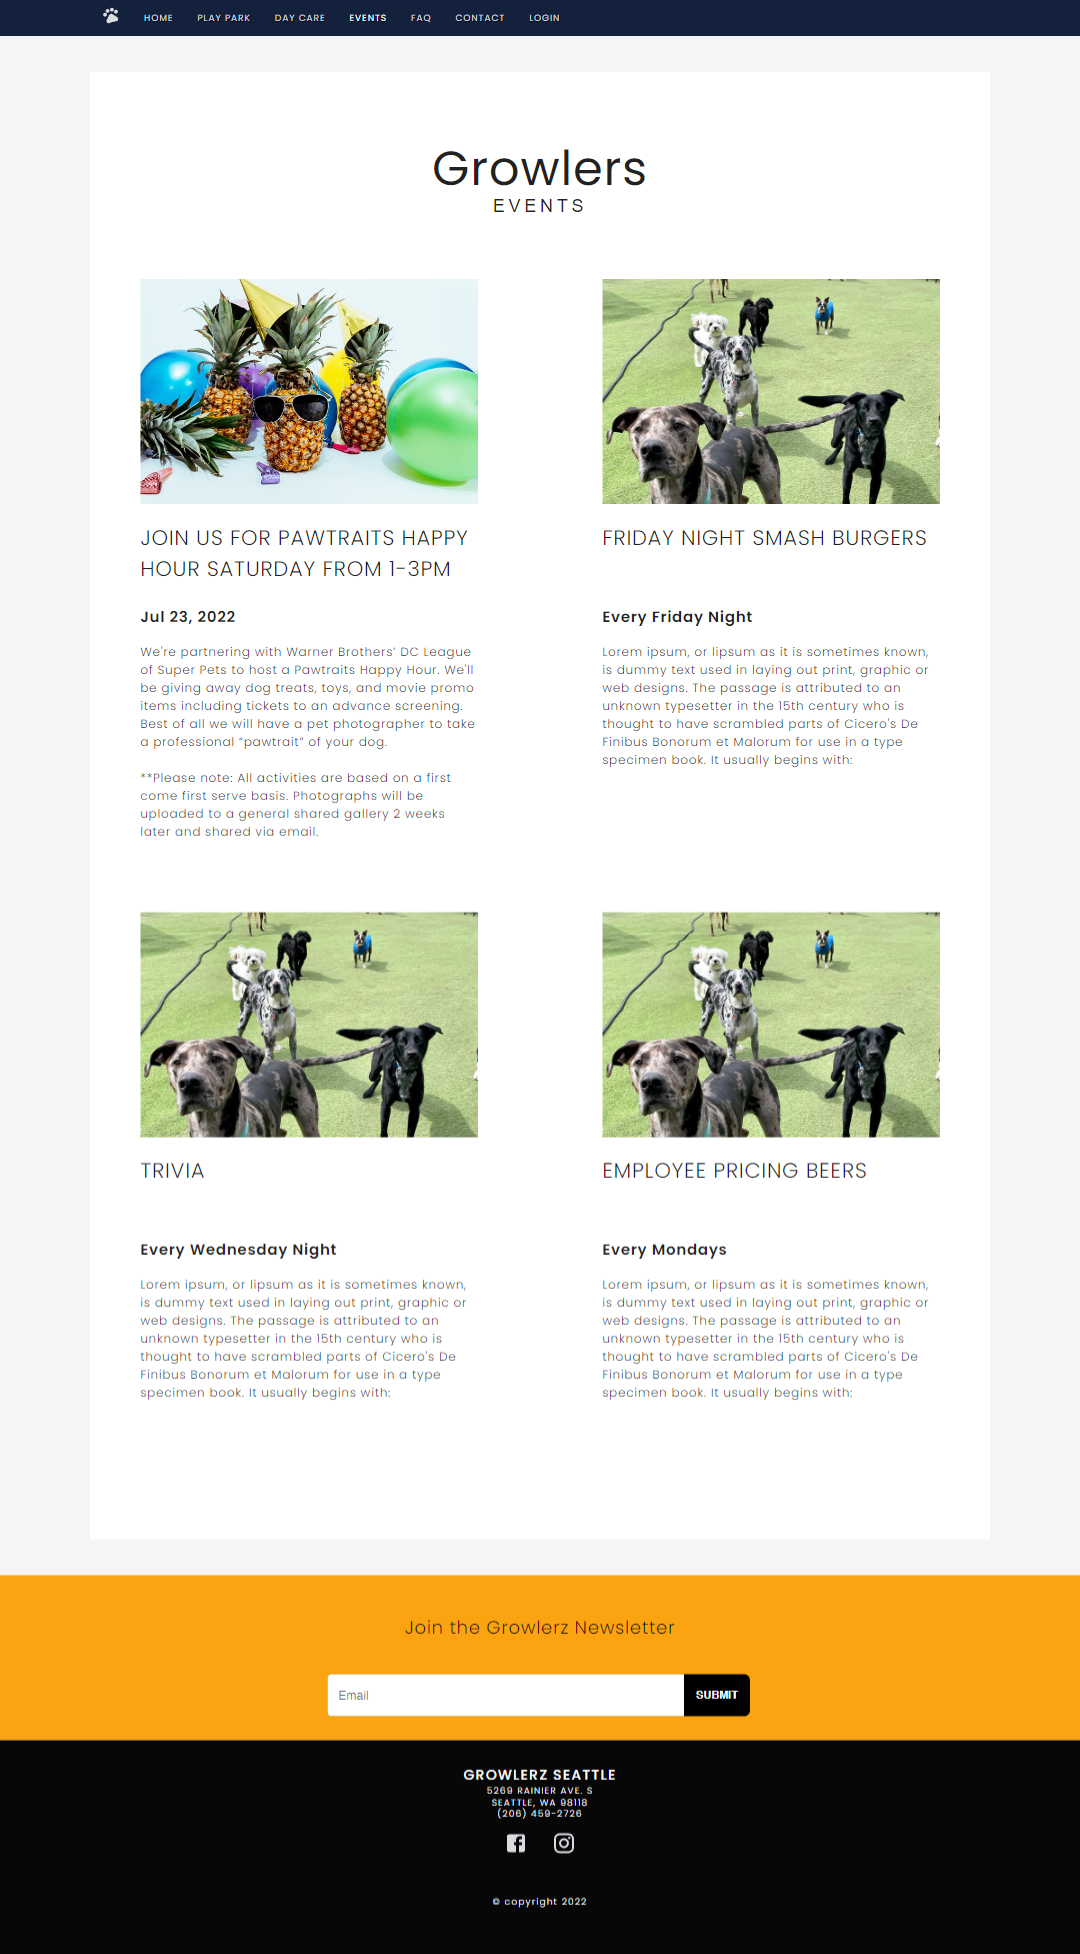 HOME PLAY PARK DAY CARE EVENTS FAQ CONTACT LOGIN
Growlers
EVENTS
JOIN US FOR PAWTRAITS HAPPY
HOUR SATURDAY FROM 1-3PM
Jul 23, 2022
We're partnering with Warner Brothers' DC League
of Super Pets to host a Pawtraits Happy Hour. We'll
be giving away dog treats, toys, and movie promo
items including tickets to an advance screening.
Best of all we will have a pet photographer to take
a professional “pawtrait” of your dog.
**Please note: All activities are based on a first
come first serve basis. Photographs will be
uploaded to a general shared gallery 2 weeks
later and shared via email.
FRIDAY NIGHT SMASH BURGERS
Every Friday Night
Lorem ipsum, or lipsum as it is sometimes known,
is dummy text used in laying out print, graphic or
web designs. The passage is attributed to an
unknown typesetter in the 15th century who is
thought to have scrambled parts of Cicero's De
Finibus Bonorum et Malorum for use in a type
specimen book. It usually begins with:
TRIVIA
Every Wednesday Night
Lorem ipsum, or lipsum as it is sometimes known,
is dummy text used in laying out print, graphic or
web designs. The passage is attributed to an
unknown typesetter in the 15th century who is
thought to have scrambled parts of Cicero's De
Finibus Bonorum et Malorum for use in a type
specimen book. It usually begins with:
EMPLOYEE PRICING BEERS
Every Mondays
Lorem ipsum, or lipsum as it is sometimes known,
is dummy text used in laying out print, graphic or
web designs. The passage is attributed to an
unknown typesetter in the 15th century who is
thought to have scrambled parts of Cicero's De
Finibus Bonorum et Malorum for use in a type
specimen book. It usually begins with:
Join the Growlerz Newsletter
Email SUBMIT
GROWLERZ SEATTLE
5269 RAINIER AVE. S
SEATTLE, WA 98118
(206) 459-2726
© copyright 2022